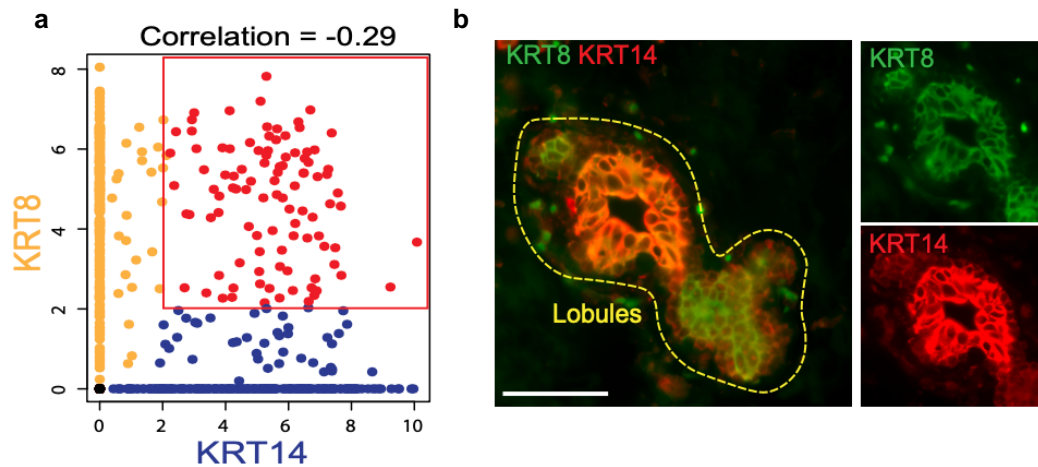 a
Correlation = -0.29
8
6
4
2
0
KRT8
0 2 4 6 8 10
KRT14
b
KRT8 KRT14
Lobules
KRT8
KRT14